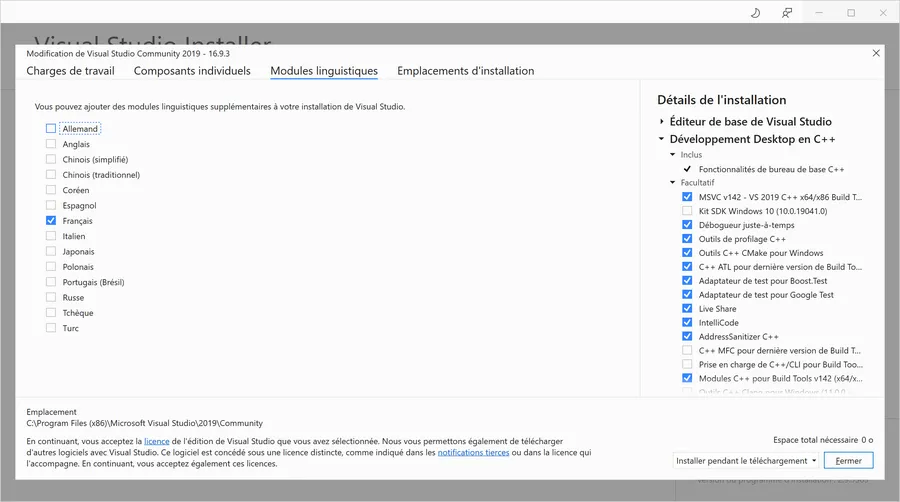 Visual Studio Installer
Modification de Visual Studio Community 2019 - 16.9.3
Charges de travail
Composants individuels
Modules linguistiques
Emplacements d'installation
Vous pouvez ajouter des modules linguistiques supplémentaires à votre installation de Visual Studio.
Allemand
Anglais
Chinois (simplifié)
Chinois (traditionnel)
Coréen
Espagnol
Français
Italien
Japonais
Polonais
Portugais (Brésil)
Russe
Tchèque
Turc
Détails de l'installation
Éditeur de base de Visual Studio
Développement Desktop en C++
Inclus
Fonctionnalités de bureau de base C++
Facultatif
MSVC v142 - VS 2019 C++ x64/x86 Build T...
Kit SDK Windows 10 (10.0.19041.0)
Débogueur juste-à-temps
Outils de profilage C++
Outils C++ CMake pour Windows
C++ ATL pour dernière version de Build To...
Adaptateur de test pour Boost.Test
Adaptateur de test pour Google Test
Live Share
IntelliCode
AddressSanitizer C++
C++ MFC pour dernière version de Build T...
Prise en charge de C++/CLI pour Build Too...
Modules C++ pour Build Tools v142 (x64/x...
Outils C++ Clang pour Windows (11.0.0 ...
Emplacement
C:\Program Files (x86)\Microsoft Visual Studio\2019\Community
En continuant, vous acceptez la licence de l'édition de Visual Studio que vous avez sélectionnée. Nous vous permettons également de télécharger
d'autres logiciels avec Visual Studio. Ce logiciel est concédé sous une licence distincte, comme indiqué dans les notifications tierces ou dans la licence qui
l'accompagne. En continuant, vous acceptez également ces licences.
Espace total nécessaire 0 o
Installer pendant le téléchargement
Fermer